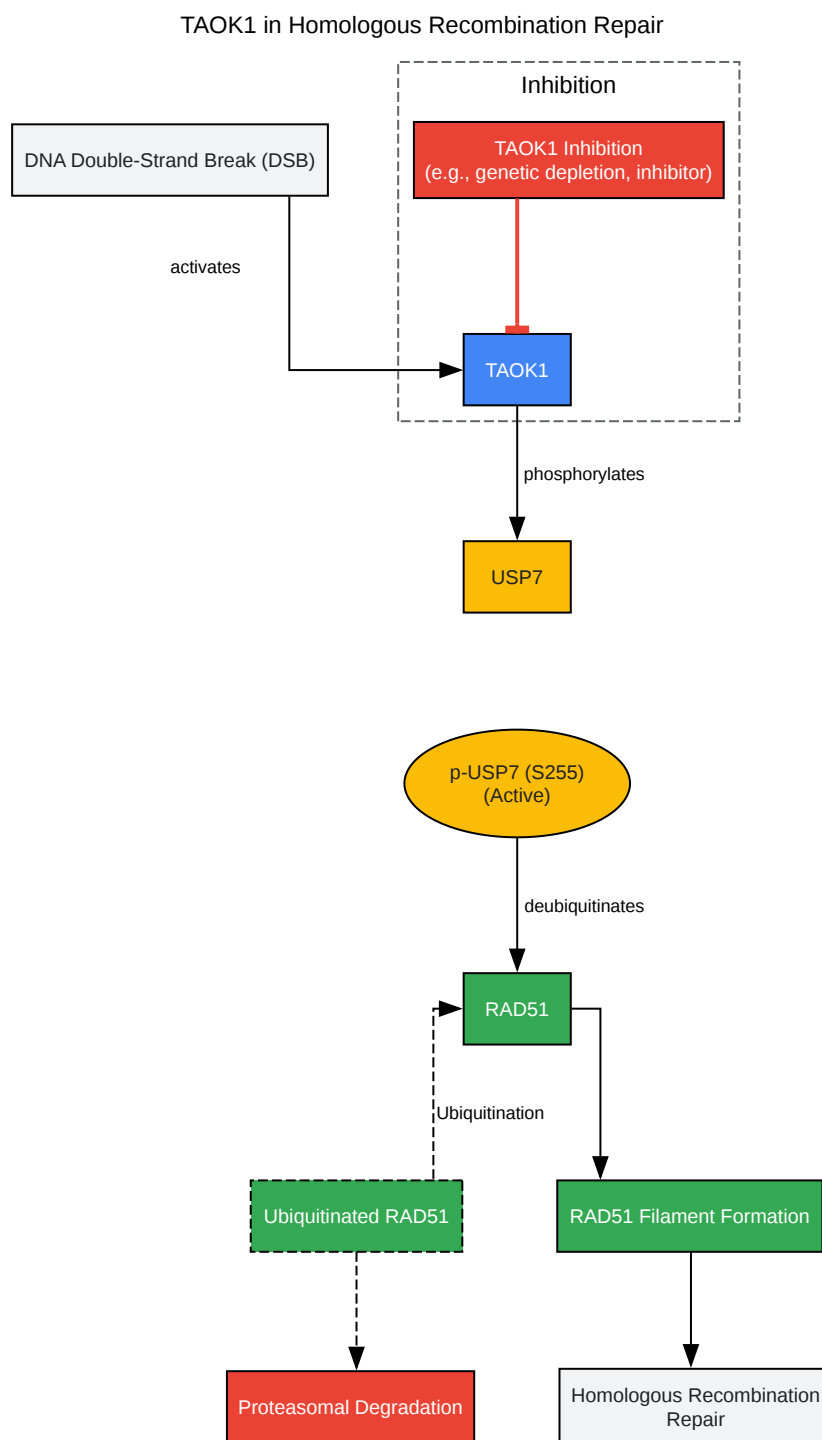 TAOK1 in Homologous Recombination Repair
Inhibition
DNA Double-Strand Break (DSB)
TAOK1 Inhibition
(e.g., genetic depletion, inhibitor)
activates
TAOK1
phosphorylates
USP7
p-USP7 (S255)
(Active)
deubiquitinates
RAD51
Ubiquitination
Ubiquitinated RAD51
RAD51 Filament Formation
Proteasomal Degradation
Homologous Recombination
Repair